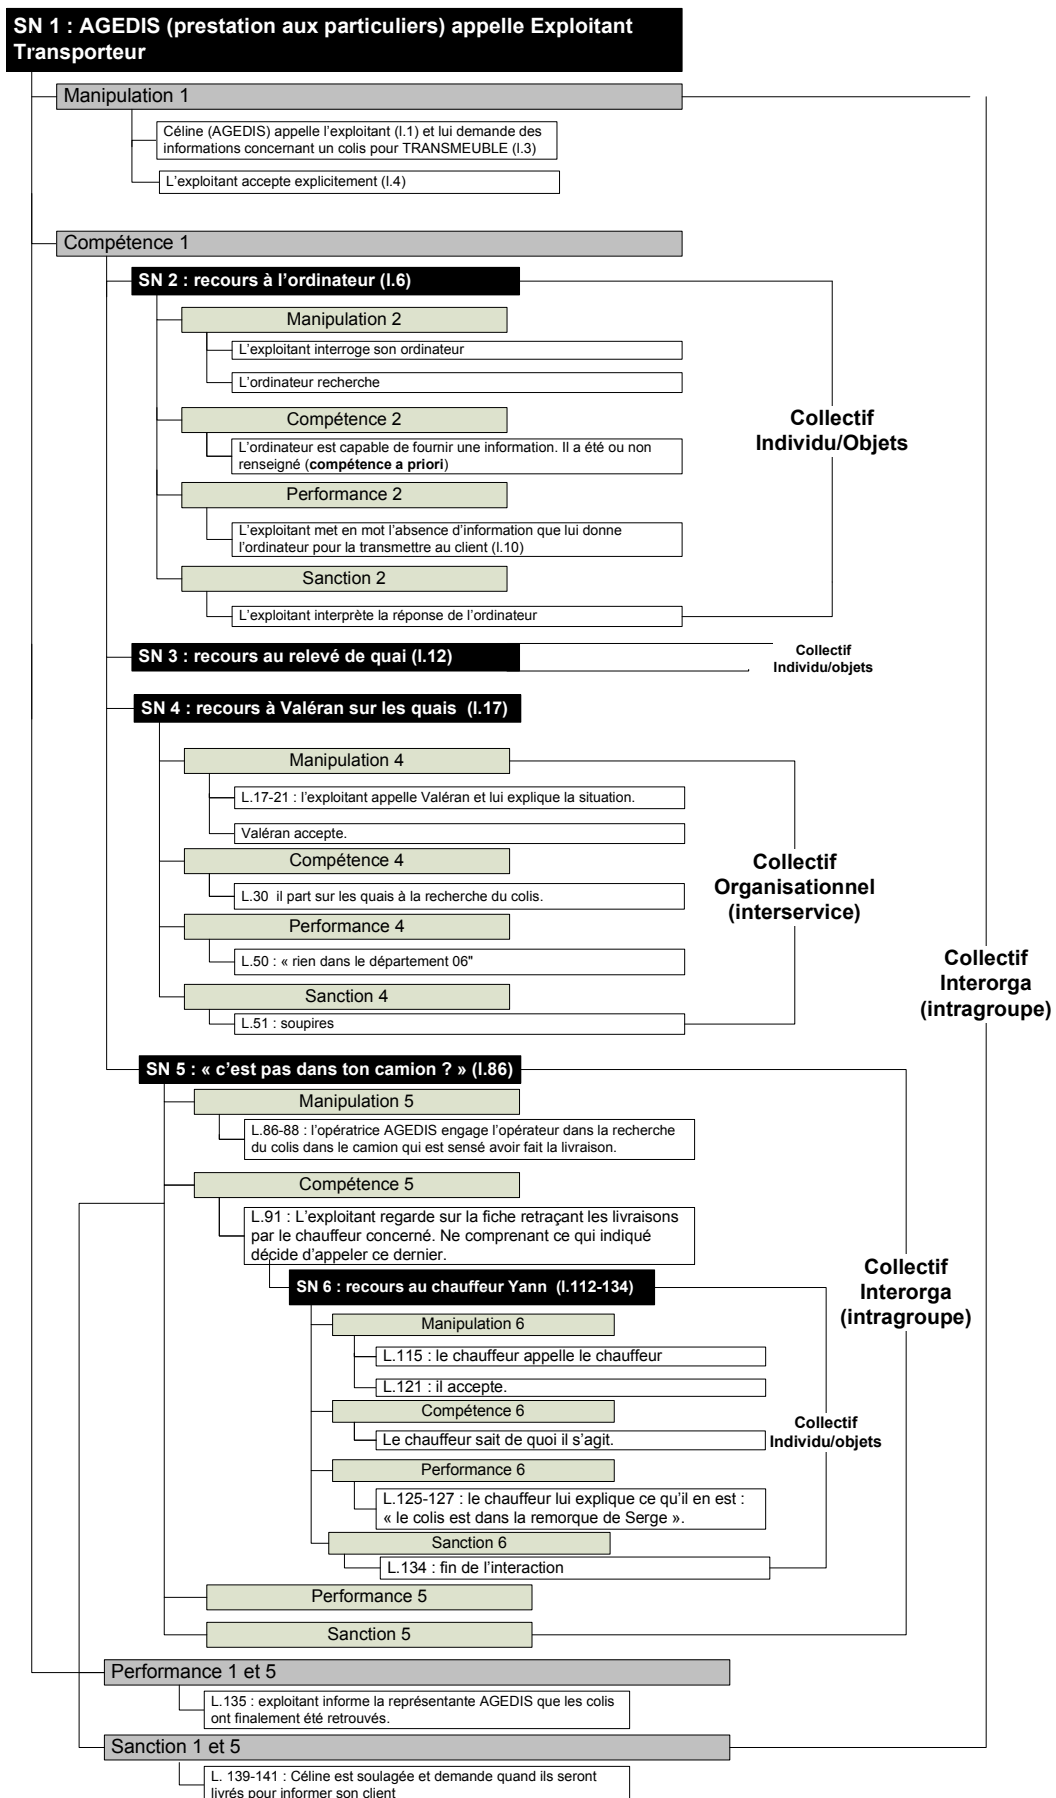 SN 1 : AGEDIS (prestation aux particuliers) appelle Exploitant
Transporteur
Manipulation 1
Céline (AGEDIS) appelle l'exploitant (l.1) et lui demande des
informations concernant un colis pour TRANSMEUBLE (l.3)
L'exploitant accepte explicitement (l.4)
Compétence 1
SN 2 : recours à l'ordinateur (l.6)
Manipulation 2
L'exploitant interroge son ordinateur
L'ordinateur recherche
Compétence 2
L'ordinateur est capable de fournir une information. Il a été ou non
renseigné (compétence a priori)
Performance 2
L'exploitant met en mot l'absence d'information que lui donne
l'ordinateur pour la transmettre au client (l.10)
Sanction 2
L'exploitant interprète la réponse de l'ordinateur
Collectif
Individu/Objets
SN 3 : recours au relevé de quai (l.12)
Collectif
Individu/objets
SN 4 : recours à Valéran sur les quais (l.17)
Manipulation 4
L.17-21 : l'exploitant appelle Valéran et lui explique la situation.
Valéran accepte.
Compétence 4
L.30 il part sur les quais à la recherche du colis.
Performance 4
L.50 : « rien dans le département 06"
Sanction 4
L.51 : soupires
Collectif
Organisationnel
(interservice)
Collectif
Interorga
(intragroupe)
SN 5 : « c'est pas dans ton camion ? » (l.86)
Manipulation 5
L.86-88 : l'opératrice AGEDIS engage l'opérateur dans la recherche
du colis dans le camion qui est sensé avoir fait la livraison.
Compétence 5
L.91 : L'exploitant regarde sur la fiche retraçant les livraisons
par le chauffeur concerné. Ne comprenant ce qui indiqué
décide d'appeler ce dernier.
SN 6 : recours au chauffeur Yann (l.112-134)
Manipulation 6
L.115 : le chauffeur appelle le chauffeur
L.121 : il accepte.
Compétence 6
Le chauffeur sait de quoi il s'agit.
Performance 6
L.125-127 : le chauffeur lui explique ce qu'il en est :
« le colis est dans la remorque de Serge ».
Sanction 6
L.134 : fin de l'interaction
Collectif
Individu/objets
Collectif
Interorga
(intragroupe)
Performance 5
Sanction 5
Performance 1 et 5
L.135 : exploitant informe la représentante AGEDIS que les colis
ont finalement été retrouvés.
Sanction 1 et 5
L. 139-141 : Céline est soulagée et demande quand ils seront
livrés pour informer son client